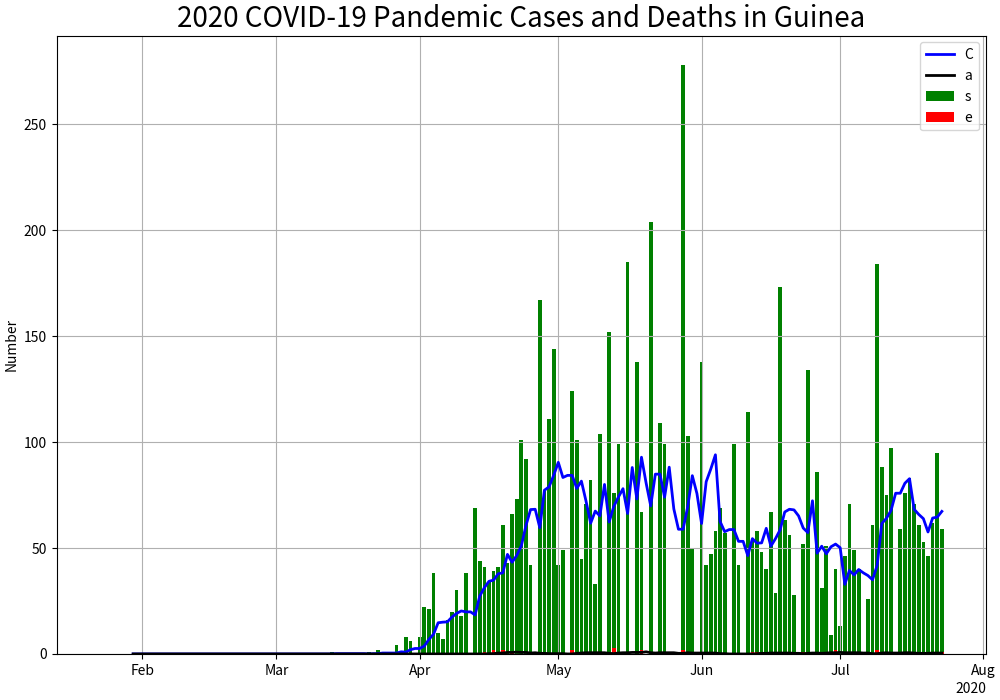 2020 COVID-19 Pandemic Cases and Deaths in Guinea
C
a
s
e
Number
250
200
150
100
50
0
Feb Mar Apr May Jun Jul Aug
2020